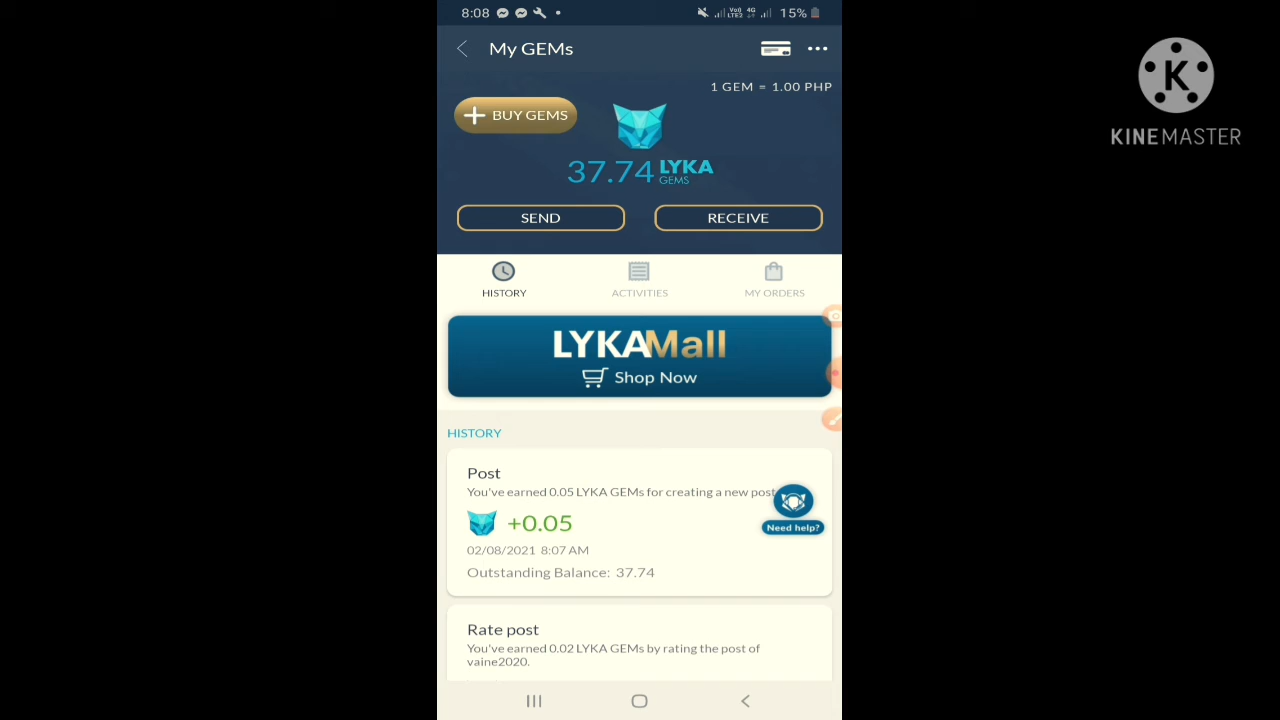 8:08
15%
My GEMs
1 GEM = 1.00 PHP
BUY GEMS
37.74 LYKA
GEMS
SEND
RECEIVE
HISTORY
ACTIVITIES
MY ORDERS
LYKAMall
Shop Now
HISTORY
Post
You've earned 0.05 LYKA GEMs for creating a new post
+0.05
Need help?
02/08/2021 8:07 AM
Outstanding Balance: 37.74
Rate post
You've earned 0.02 LYKA GEMs by rating the post of
vaine2020.
K
KINEMASTER